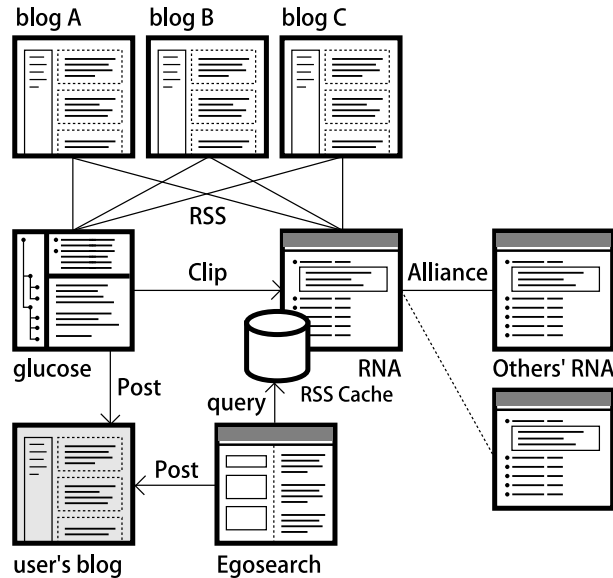 blog A
blog B
blog C
RSS
Clip
Alliance
glucose
RNA
Others' RNA
Post
query
RSS Cache
Post
user's blog
Egosearch